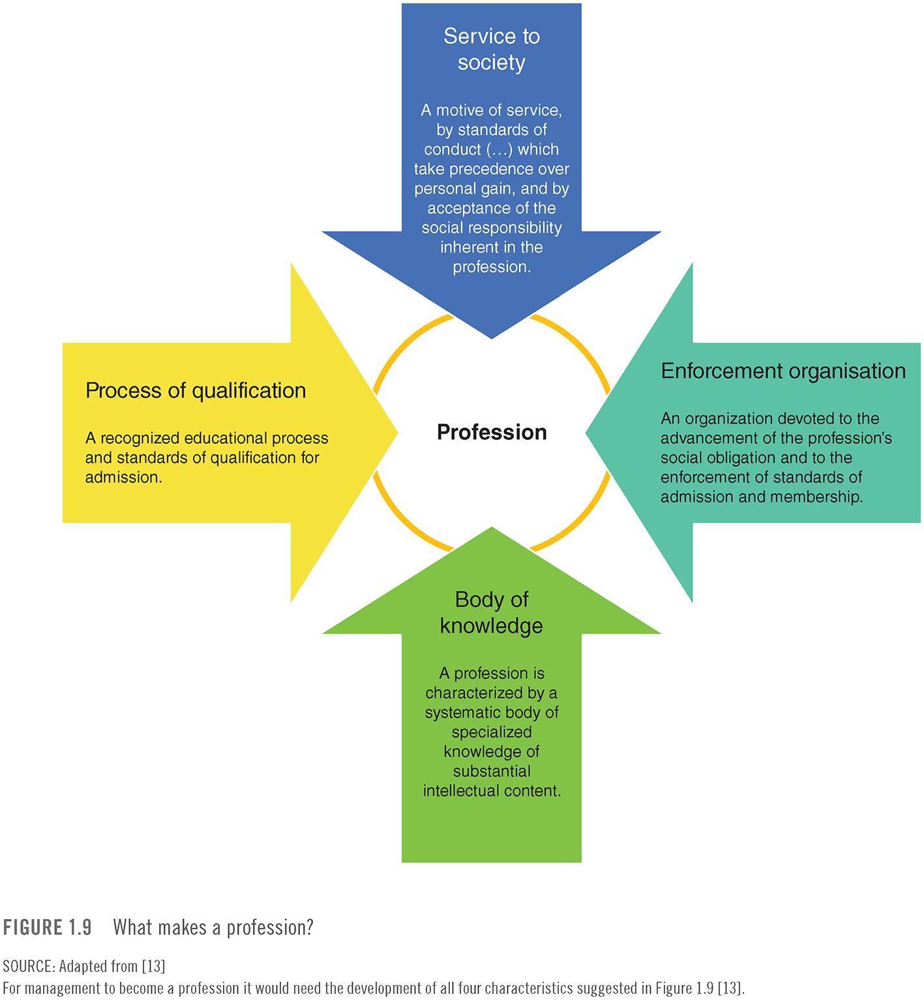 Service to
society
A motive of service,
by standards of
conduct (…) which
take precedence over
personal gain, and by
acceptance of the
social responsibility
inherent in the
profession.
Process of qualification
A recognized educational process
and standards of qualification for
admission.
Profession
Enforcement organisation
An organization devoted to the
advancement of the profession’s
social obligation and to the
enforcement of standards of
admission and membership.
Body of
knowledge
A profession is
characterized by a
systematic body of
specialized
knowledge of
substantial
intellectual content.
FIGURE 1.9 What makes a profession?
SOURCE: Adapted from [13]
For management to become a profession it would need the development of all four characteristics suggested in Figure 1.9 [13].